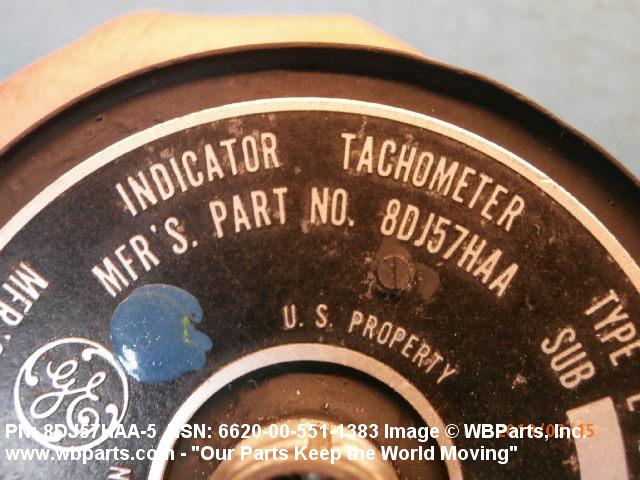 INDICATOR TACHOMETER
MFR'S. PART NO. 8DJ57HAA
U. S. PROPERTY
MFR'
TYPE
SUB
GE
PN: 8DJ57HAA-5 NSN: 6620-00-551-1383 Image © WBParts, Inc.
www.wbparts.com - "Our Parts Keep the World Moving"